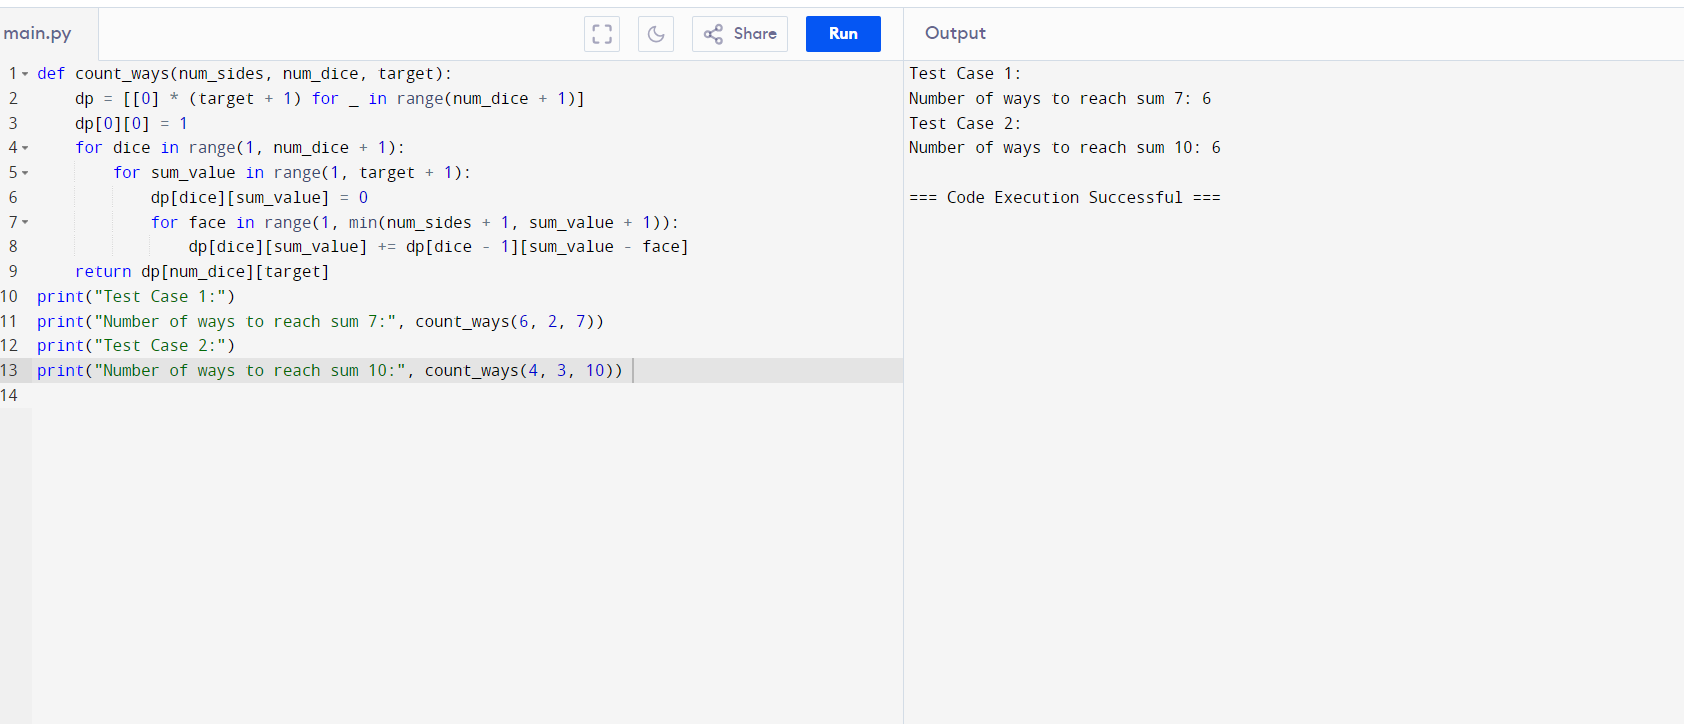 main.py
Share
Run
Output
1 def count_ways(num_sides, num_dice, target):
2     dp = [[0] * (target + 1) for _ in range(num_dice + 1)]
3     dp[0][0] = 1
4     for dice in range(1, num_dice + 1):
5         for sum_value in range(1, target + 1):
6             dp[dice][sum_value] = 0
7             for face in range(1, min(num_sides + 1, sum_value + 1)):
8                 dp[dice][sum_value] += dp[dice - 1][sum_value - face]
9     return dp[num_dice][target]
10 print("Test Case 1:")
11 print("Number of ways to reach sum 7:", count_ways(6, 2, 7))
12 print("Test Case 2:")
13 print("Number of ways to reach sum 10:", count_ways(4, 3, 10))
14
Test Case 1:
Number of ways to reach sum 7: 6
Test Case 2:
Number of ways to reach sum 10: 6
=== Code Execution Successful ===